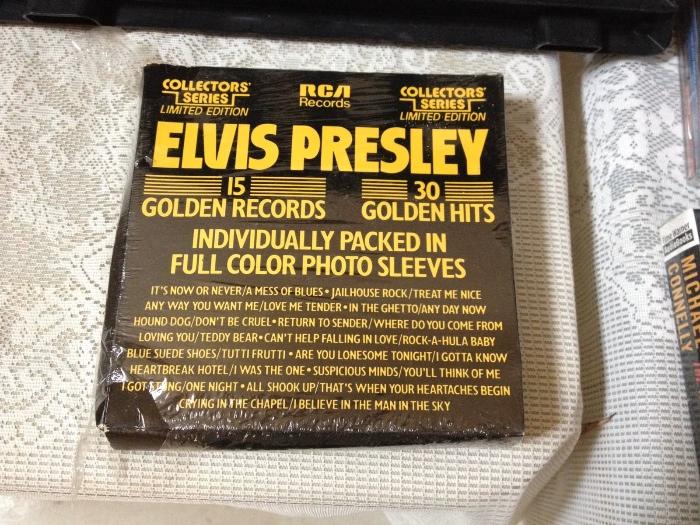 COLLECTORS' SERIES LIMITED EDITION
RCA Records
COLLECTORS' SERIES LIMITED EDITION
ELVIS PRESLEY
15 GOLDEN RECORDS
30 GOLDEN HITS
INDIVIDUALLY PACKED IN
FULL COLOR PHOTO SLEEVES
IT'S NOW OR NEVER/A MESS OF BLUES • JAILHOUSE ROCK/TREAT ME NICE
ANY WAY YOU WANT ME/LOVE ME TENDER • IN THE GHETTO/ANY DAY NOW
HOUND DOG/DON'T BE CRUEL • RETURN TO SENDER/WHERE DO YOU COME FROM
LOVING YOU/TEDDY BEAR • CAN'T HELP FALLING IN LOVE/ROCK-A-HULA BABY
BLUE SUEDE SHOES/TUTTI FRUTTI • ARE YOU LONESOME TONIGHT/I GOTTA KNOW
HEARTBREAK HOTEL/I WAS THE ONE • SUSPICIOUS MINDS/YOU'LL THINK OF ME
I GOT STUNG/ONE NIGHT • ALL SHOOK UP/THAT'S WHEN YOUR HEARTACHES BEGIN
CRYING IN THE CHAPEL/I BELIEVE IN THE MAN IN THE SKY
CONNELLY